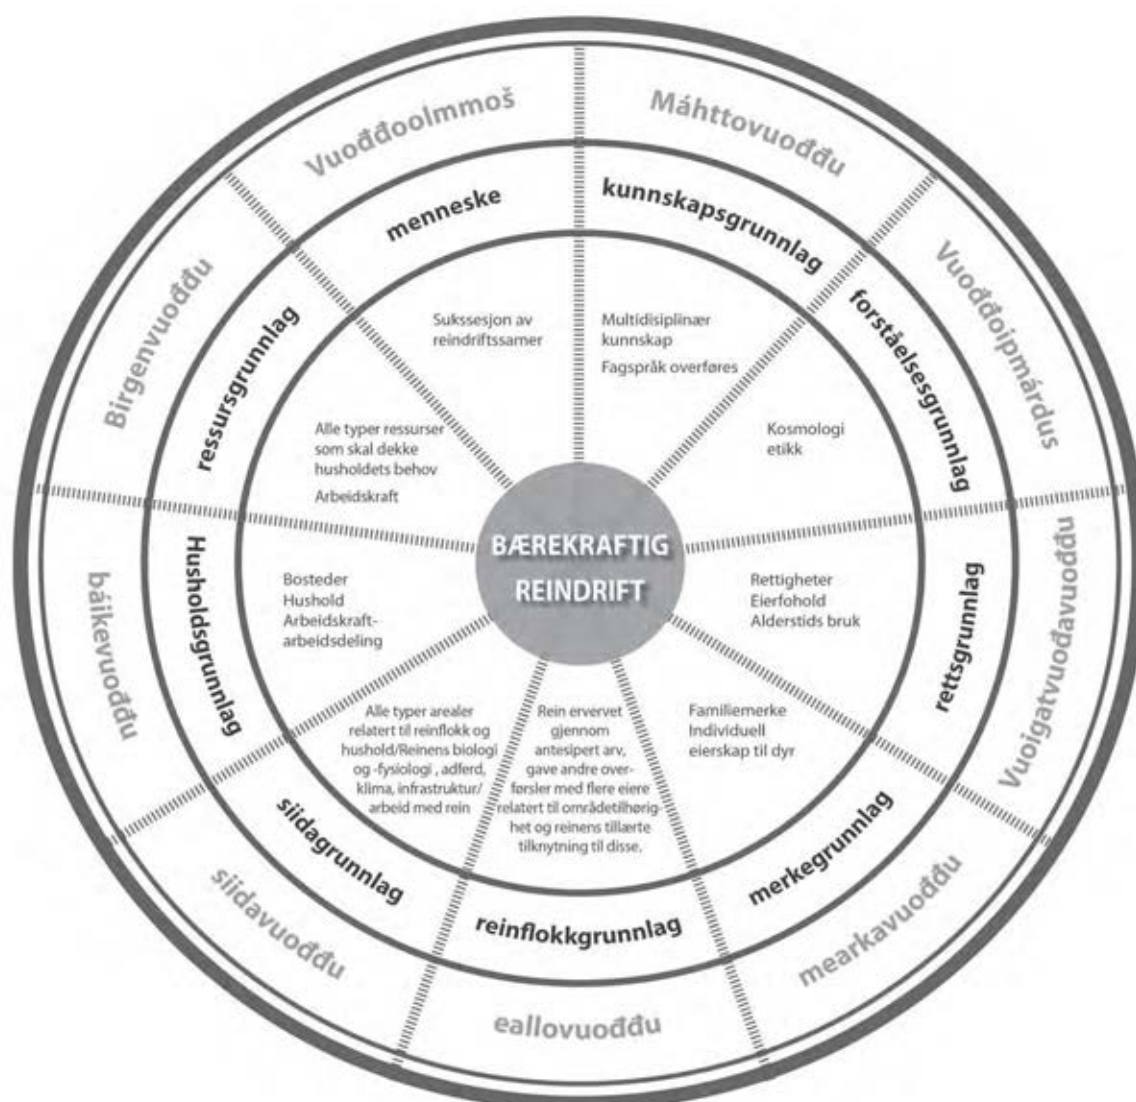 BÆREKRAFTIG
REINDRIFT
Máhttovuođđu
kunnskapsgrunnlag
Multidisiplinær
kunnskap
Fagspråk overføres
Vuođđoipmárdus
forståelsesgrunnlag
Kosmologi
etikk
Vuoigatvuođavuođđu
rettsgrunnlag
Rettigheter
Eierfohold
Alderstids bruk
mearkavuođđu
merkegrunnlag
Familiemerke
Individuell
eierskap til dyr
eallovuođđu
reinflokkgrunnlag
Rein ervervet
gjennom
antesipert arv,
gave andre over-
førsler med flere eiere
relatert til områdetilhørig-
het og reinens tillærte
tilknytning til disse.
siidavuođđu
siidagrunnlag
Alle typer arealer
relatert til reinflokk og
hushold/Reinens biologi
og -fysiologi , adferd,
klima, infrastruktur/
arbeid med rein
báikevuođđu
Husholdsgrunnlag
Bosteder
Hushold
Arbeidskraft-
arbeidsdeling
Birgenvuođđu
ressursgrunnlag
Alle typer ressurser
som skal dekke
husholdets behov
Arbeidskraft
Vuođđoolmmoš
menneske
Sukssesjon av
reindriftssamer